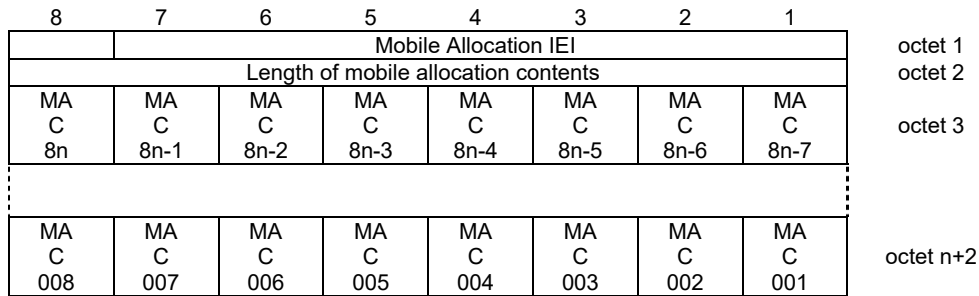 8 7 6 5 4 3 2 1
Mobile Allocation IEI octet 1
Length of mobile allocation contents octet 2
MA MA MA MA MA MA MA MA
C C C C C C C C octet 3
8n 8n-1 8n-2 8n-3 8n-4 8n-5 8n-6 8n-7
MA MA MA MA MA MA MA MA
C C C C C C C C octet n+2
008 007 006 005 004 003 002 001